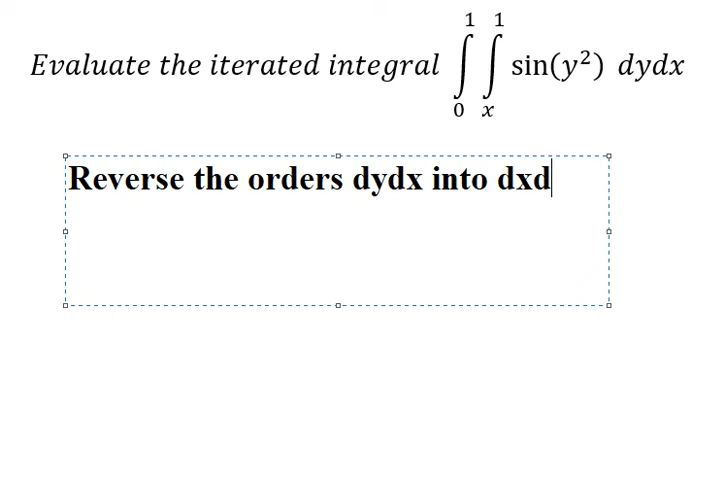 Evaluate the iterated integral ∫₀¹ ∫ₓ¹ sin(y²) dydx
Reverse the orders dydx into dxd